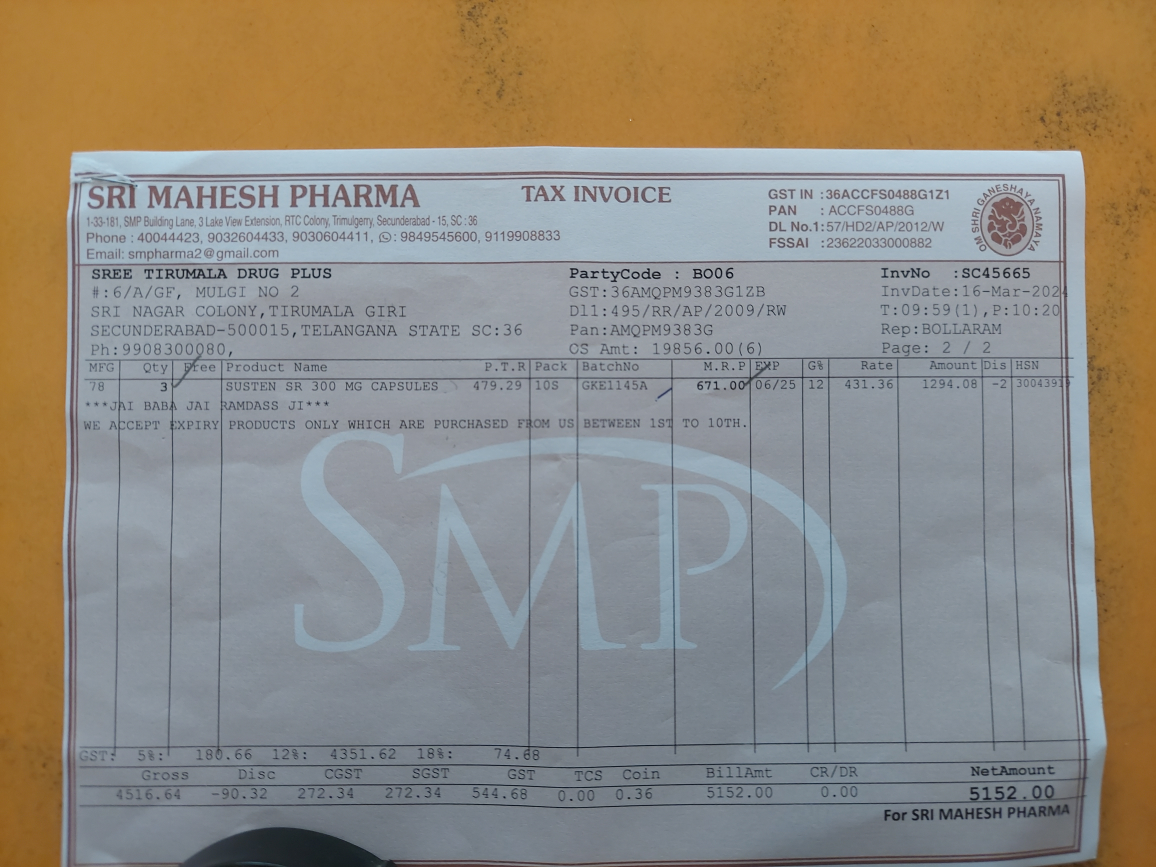 SRI MAHESH PHARMA
TAX INVOICE
1-33-181, SMP Building Lane, 3 Lake View Extension, RTC Colony, Trimulgerry, Secunderabad - 15, SC : 36
Phone : 40044423, 9032604433, 9030604411, : 9849545600, 9119908833
Email: smpharma2@gmail.com
GST IN : 36ACCFS0488G1Z1
PAN : ACCFS0488G
DL No.1: 57/HD2/AP/2012/W
FSSAI : 23622033000882
OM SHRI GANESHAYA NAMAYA
SREE TIRUMALA DRUG PLUS
#:6/A/GF, MULGI NO 2
SRI NAGAR COLONY,TIRUMALA GIRI
SECUNDERABAD-500015,TELANGANA STATE SC:36
Ph:9908300080,
PartyCode : BO06
GST:36AMQPM9383G1ZB
Dl1:495/RR/AP/2009/RW
Pan:AMQPM9383G
OS Amt: 19856.00(6)
InvNo :SC45665
InvDate:16-Mar-2024
T:09:59(1),P:10:20
Rep:BOLLARAM
Page: 2 / 2
MFG Qty Free Product Name P.T.R Pack BatchNo M.R.P EXP G% Rate Amount Dis HSN
78 3 SUSTEN SR 300 MG CAPSULES 479.29 10S GKE1145A 671.00 06/25 12 431.36 1294.08 -2 3004391
***JAI BABA JAI RAMDASS JI***
WE ACCEPT EXPIRY PRODUCTS ONLY WHICH ARE PURCHASED FROM US BETWEEN 1ST TO 10TH.
SMP
GST: 5%: 180.66 12%: 4351.62 18%: 74.68
Gross Disc CGST SGST GST TCS Coin BillAmt CR/DR NetAmount
4516.64 -90.32 272.34 272.34 544.68 0.00 0.36 5152.00 0.00 5152.00
For SRI MAHESH PHARMA